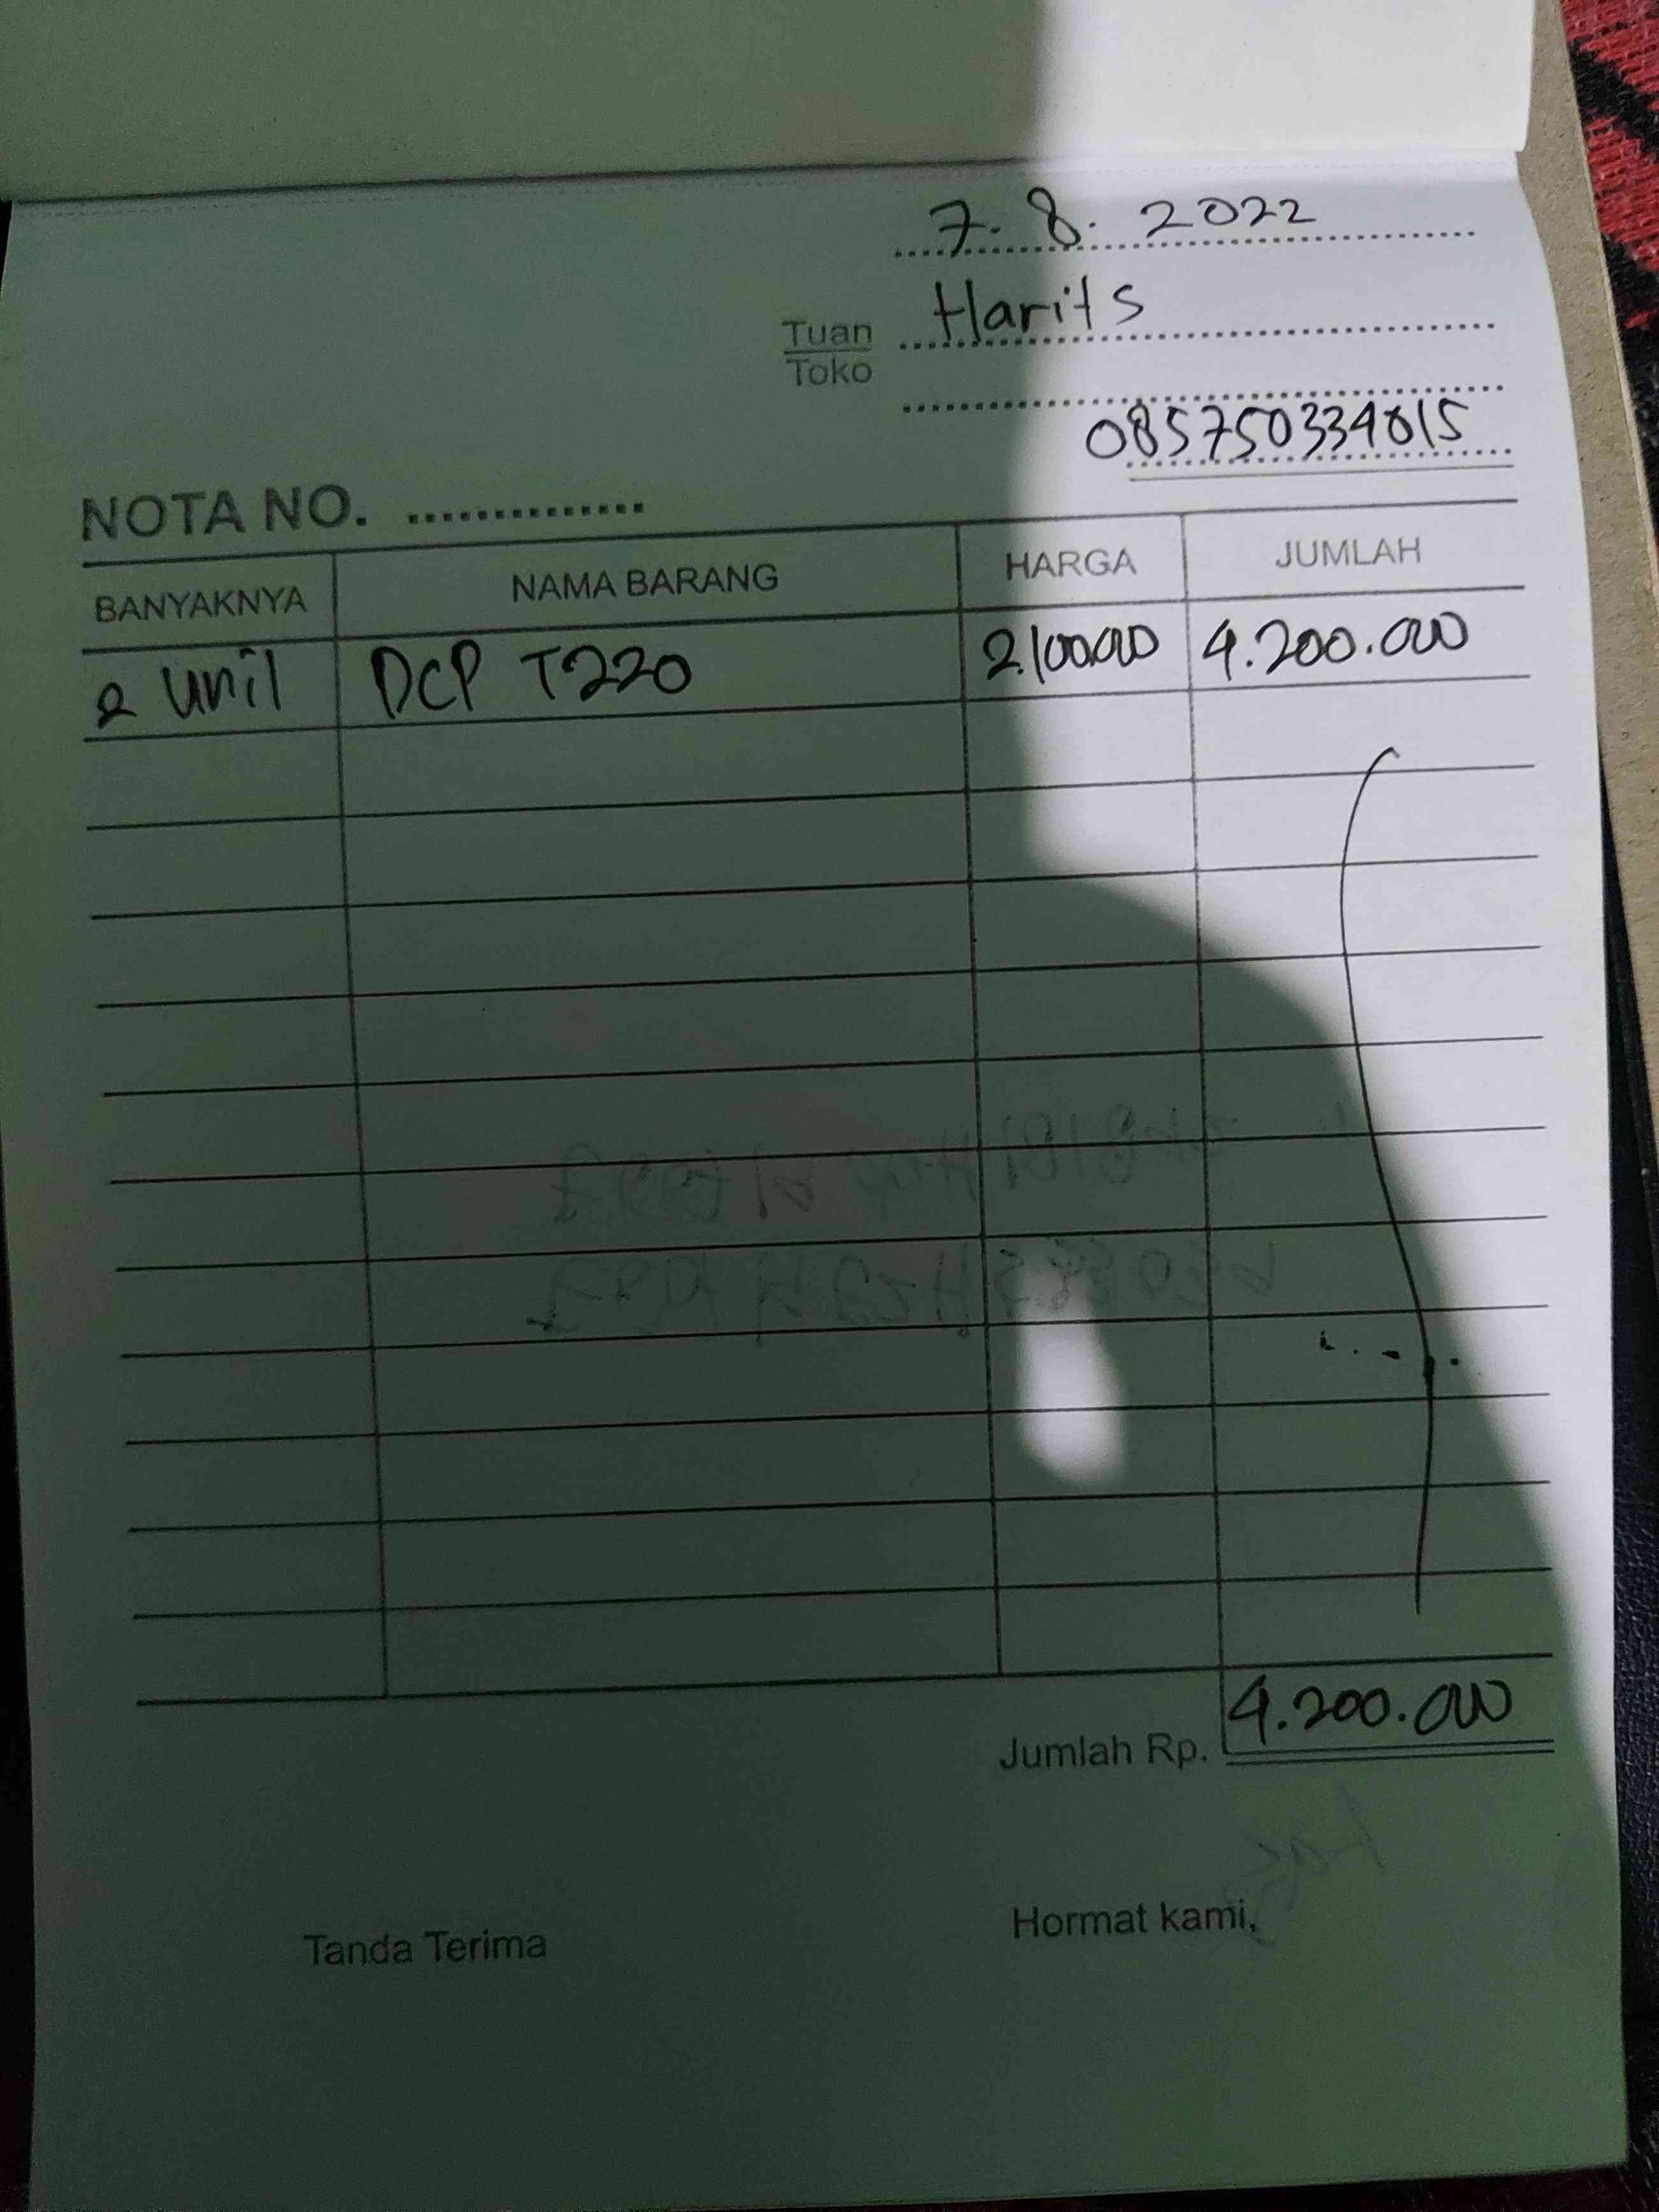 7. 8. 2022
Tuan Harits
Toko
085750334815
NOTA NO. ...............
BANYAKNYA NAMA BARANG HARGA JUMLAH
2 Unit DCP T220 2.100.000 4.200.000
Jumlah Rp. 4.200.000
Tanda Terima Hormat kami,